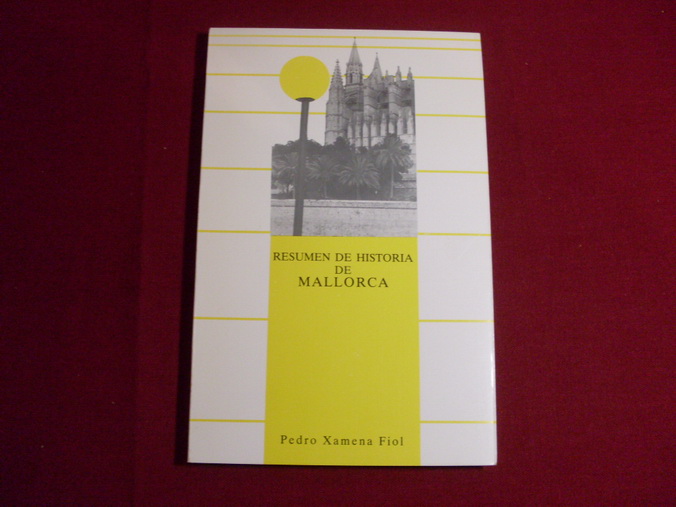 RESUMEN DE HISTORIA
DE
MALLORCA
Pedro Xamena Fiol